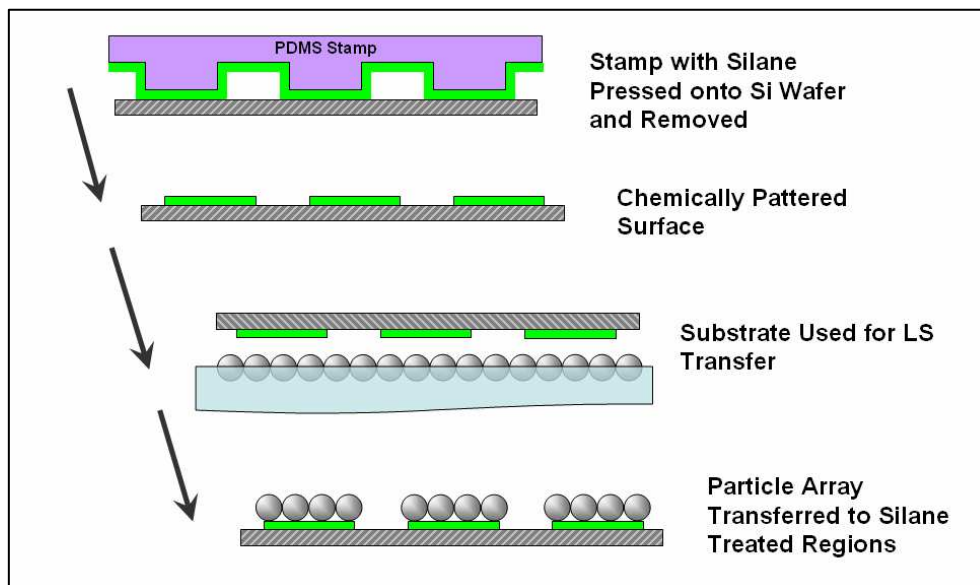 PDMS Stamp
Stamp with Silane
Pressed onto Si Wafer
and Removed
Chemically Pattered
Surface
Substrate Used for LS
Transfer
Particle Array
Transferred to Silane
Treated Regions